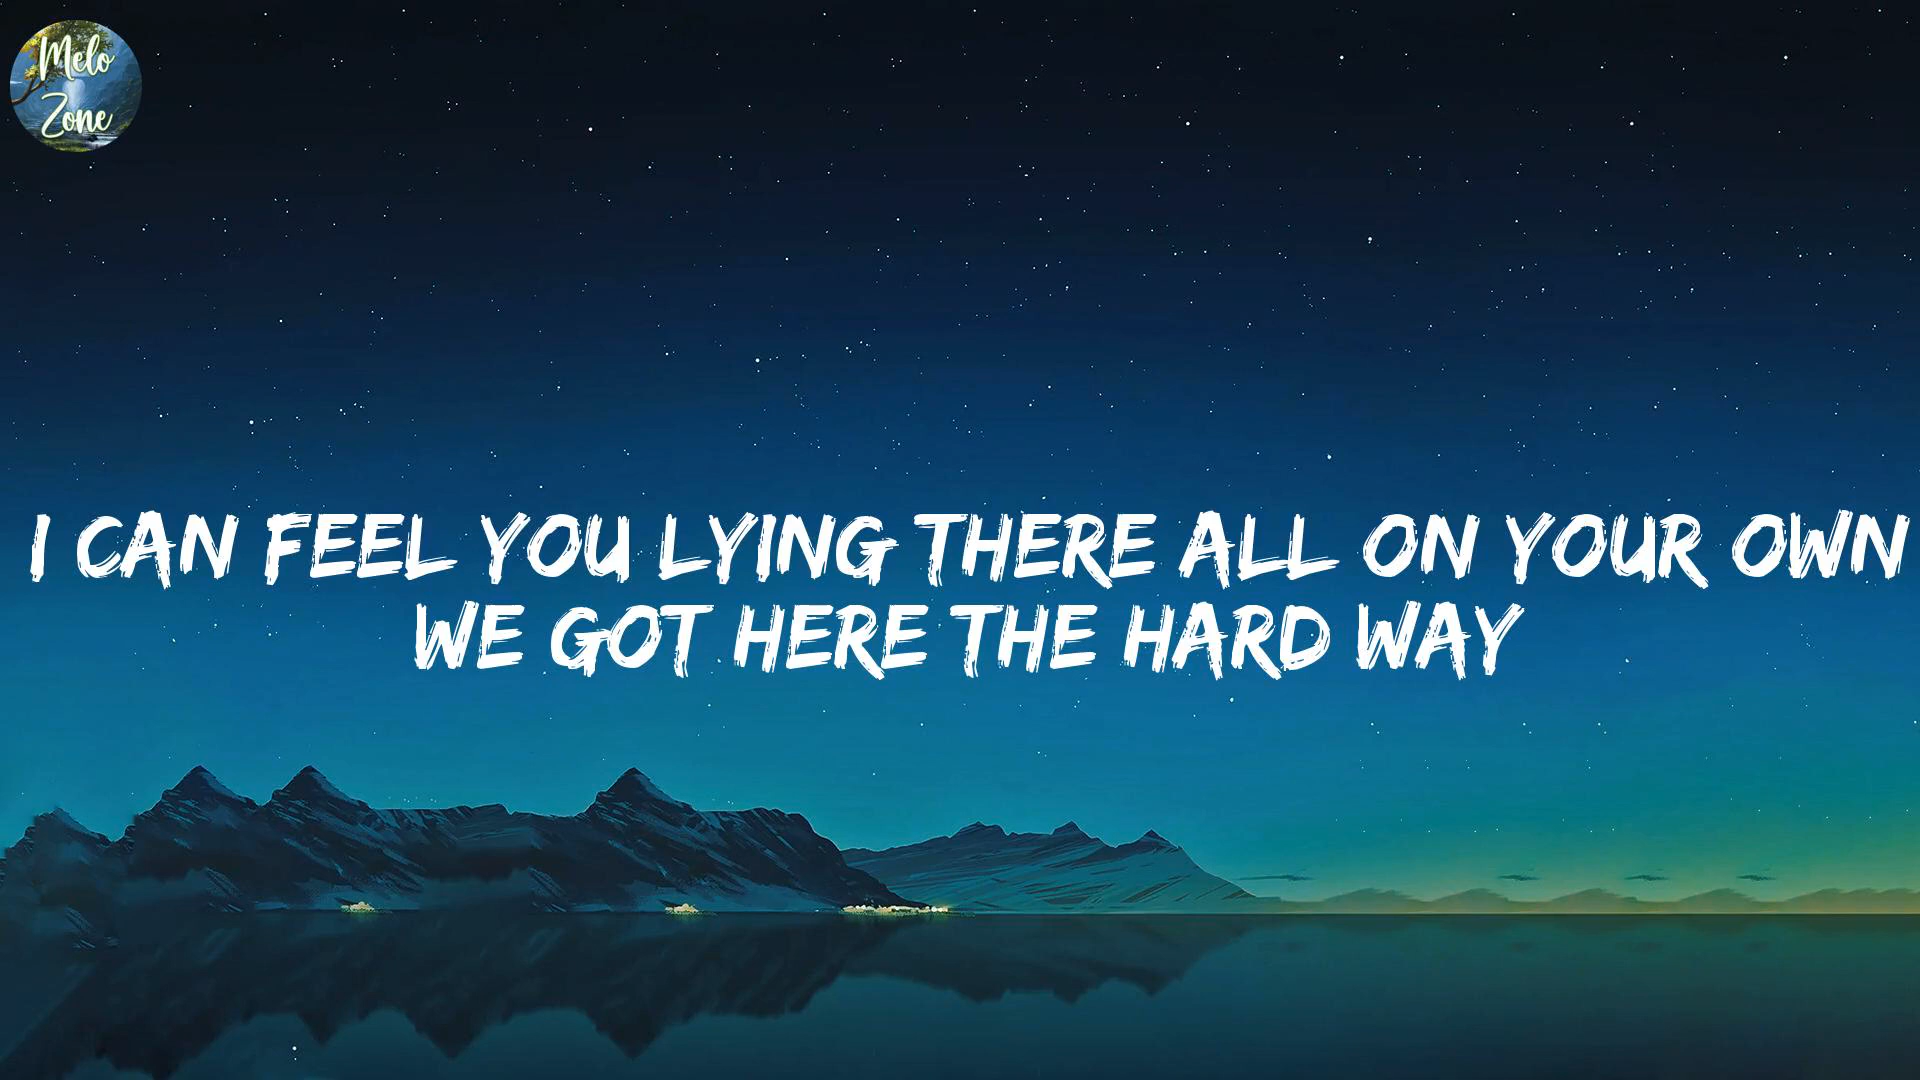 Melo
Zone
I CAN FEEL YOU LYING THERE ALL ON YOUR OWN
WE GOT HERE THE HARD WAY